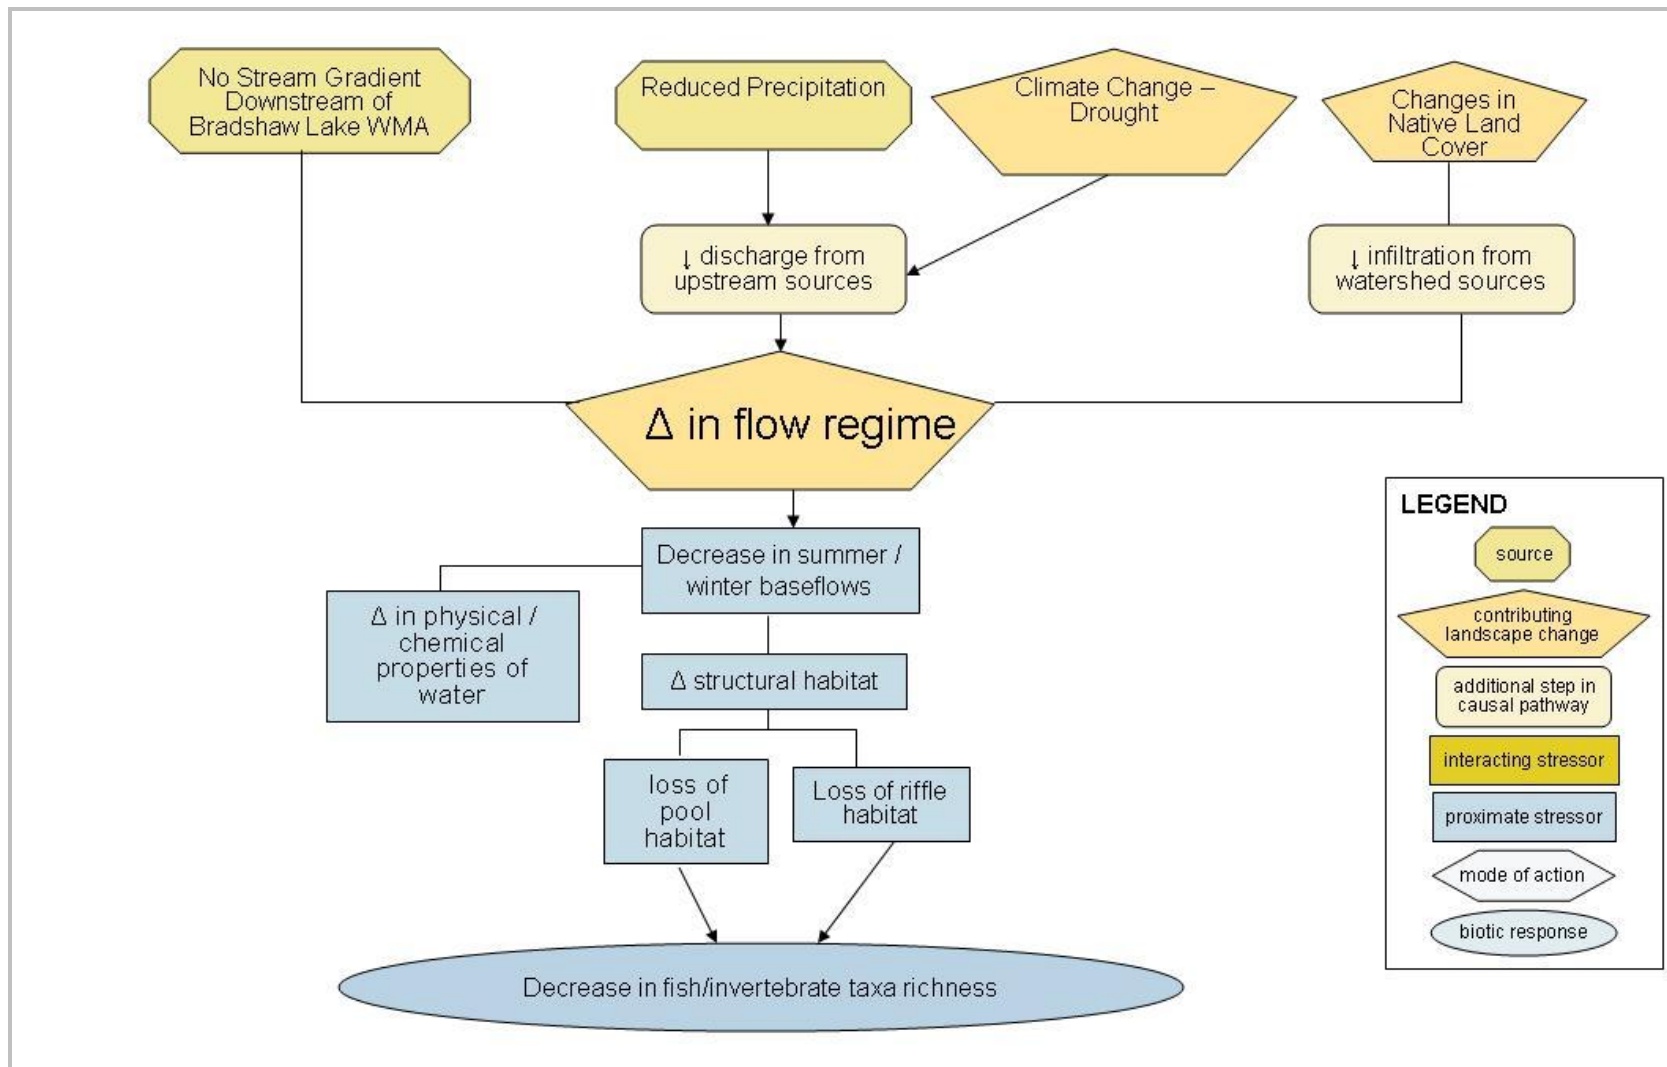 No Stream Gradient
Downstream of
Bradshaw Lake WMA
Reduced Precipitation
Climate Change –
Drought
Changes in
Native Land
Cover
↓ discharge from
upstream sources
↓ infiltration from
watershed sources
Δ in flow regime
Decrease in summer /
winter baseflows
Δ in physical /
chemical
properties of
water
Δ structural habitat
loss of
pool
habitat
Loss of riffle
habitat
Decrease in fish/invertebrate taxa richness
LEGEND
source
contributing
landscape change
additional step in
causal pathway
interacting stressor
proximate stressor
mode of action
biotic response